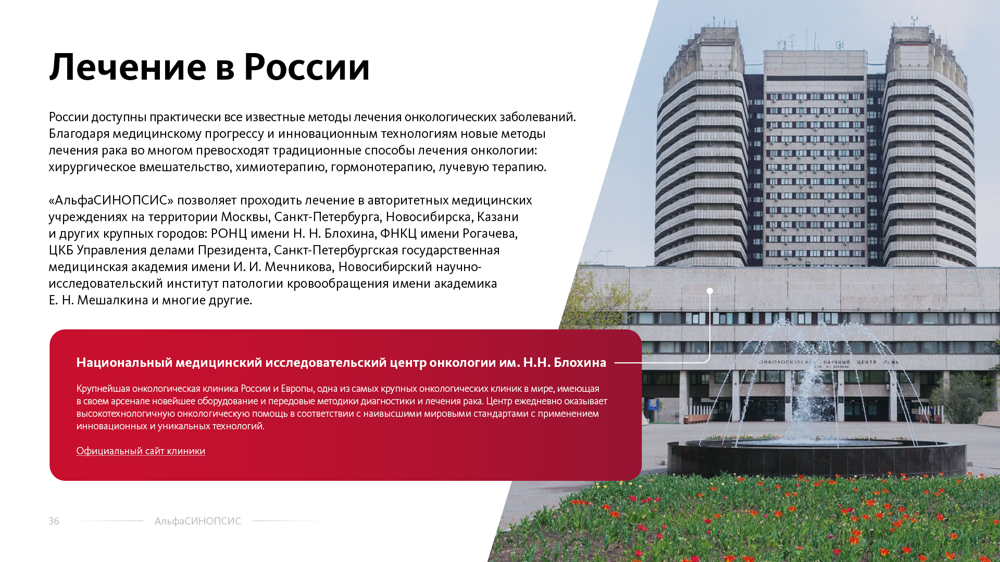 Лечение в России
России доступны практически все известные методы лечения онкологических заболеваний.
Благодаря медицинскому прогрессу и инновационным технологиям новые методы
лечения рака во многом превосходят традиционные способы лечения онкологии:
хирургическое вмешательство, химиотерапию, гормонотерапию, лучевую терапию.
«АльфаСИНОПСИС» позволяет проходить лечение в авторитетных медицинских
учреждениях на территории Москвы, Санкт-Петербурга, Новосибирска, Казани
и других крупных городов: РОНЦ имени Н. Н. Блохина, ФНКЦ имени Рогачева,
ЦКБ Управления делами Президента, Санкт-Петербургская государственная
медицинская академия имени И. И. Мечникова, Новосибирский научно-
исследовательский институт патологии кровообращения имени академика
Е. Н. Мешалкина и многие другие.
Национальный медицинский исследовательский центр онкологии им. Н.Н. Блохина
Крупнейшая онкологическая клиника России и Европы, одна из самых крупных онкологических клиник в мире, имеющая
в своем арсенале новейшее оборудование и передовые методики диагностики и лечения рака. Центр ежедневно оказывает
высокотехнологичную онкологическую помощь в соответствии с наивысшими мировыми стандартами с применением
инновационных и уникальных технологий.
Официальный сайт клиники
НАУЧНЫЙ ЦЕНТР
36
АльфаСИНОПСИС